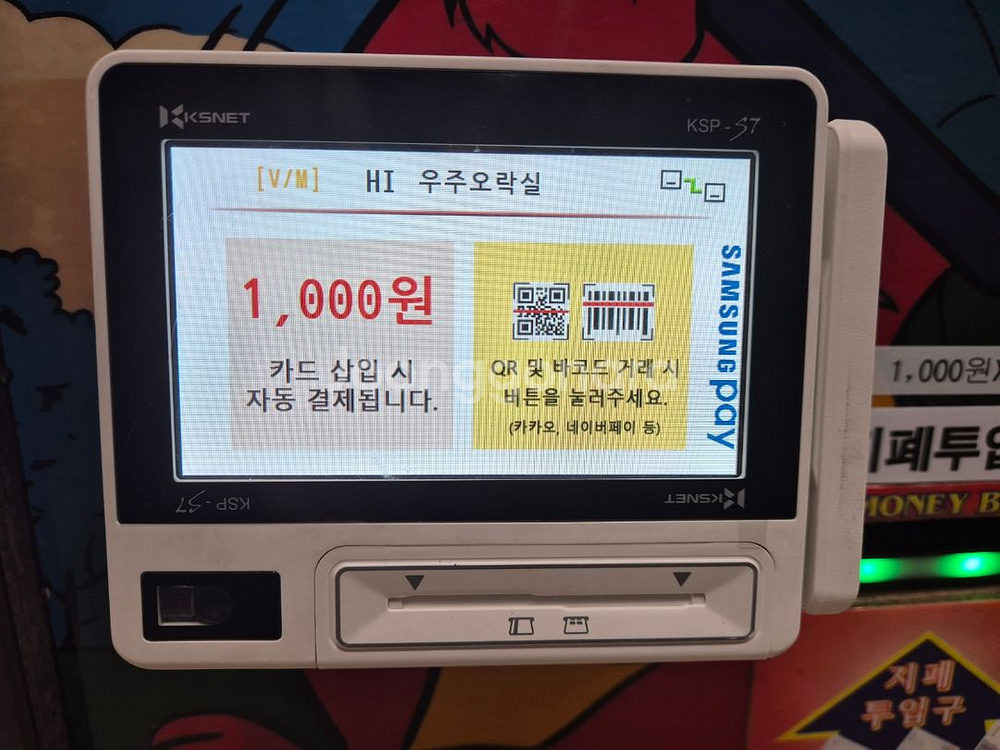 KSNET
KSP-S7
[V/M] HI 우주오락실
1,000원
카드 삽입 시
자동 결제됩니다.
QR 및 바코드 거래 시
버튼을 눌러주세요.
(카카오, 네이버페이 등)
SAMSUNG pay
KSP-S7
KSNET
1,000원
지폐투입
MONEY B
지폐
투입구